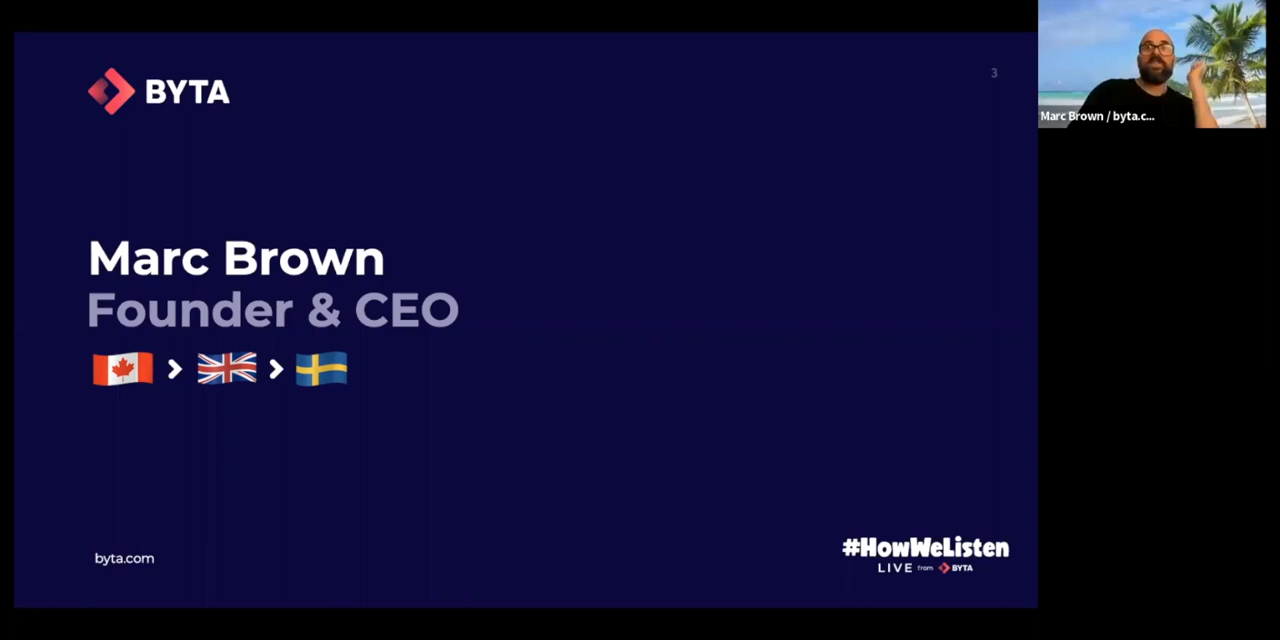 BYTA
3
Marc Brown / byta.c...
Marc Brown
Founder & CEO
byta.com
#HowWeListen
LIVE from BYTA